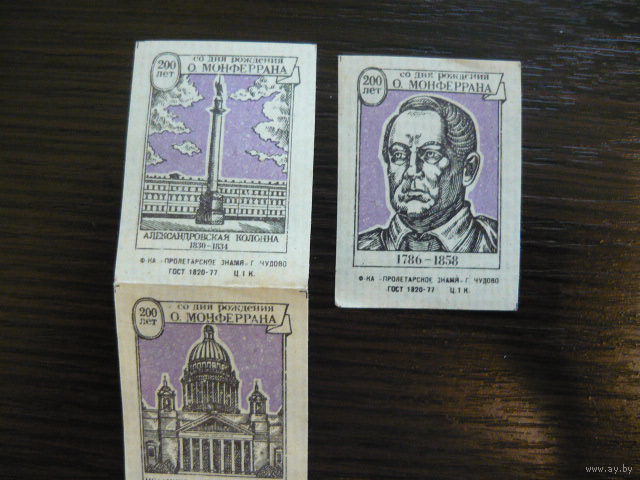 200 ЛЕТ
СО ДНЯ РОЖДЕНИЯ
О. МОНФЕРРАНА
АЛЕКСАНДРОВСКАЯ КОЛОННА
1830-1834
Ф-КА «ПРОЛЕТАРСКОЕ ЗНАМЯ» Г. ЧУДОВО
ГОСТ 1820-77 Ц. 1 К.
200 ЛЕТ
СО ДНЯ РОЖДЕНИЯ
О. МОНФЕРРАНА
1786-1858
Ф-КА «ПРОЛЕТАРСКОЕ ЗНАМЯ» Г. ЧУДОВО
ГОСТ 1820-77 Ц. 1 К.
200 ЛЕТ
СО ДНЯ РОЖДЕНИЯ
О. МОНФЕРРАНА
www.ay.by